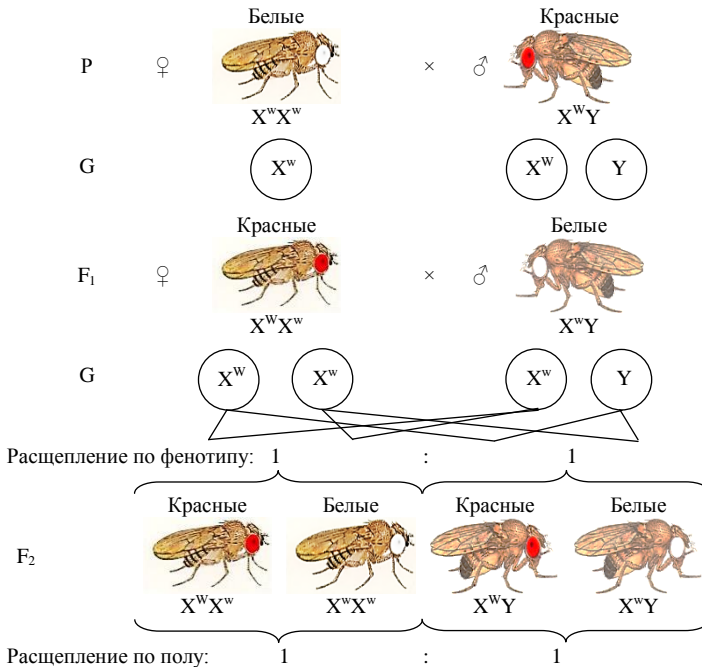 Белые Красные
P ♀ × ♂
XʷXʷ XᵂY
G Xʷ Xᵂ Y
Красные Белые
F₁ ♀ × ♂
XᵂXʷ XʷY
G Xᵂ Xʷ Xʷ Y
Расщепление по фенотипу: 1 : 1
Красные Белые Красные Белые
F₂
XᵂXʷ XʷXʷ XᵂY XʷY
Расщепление по полу: 1 : 1